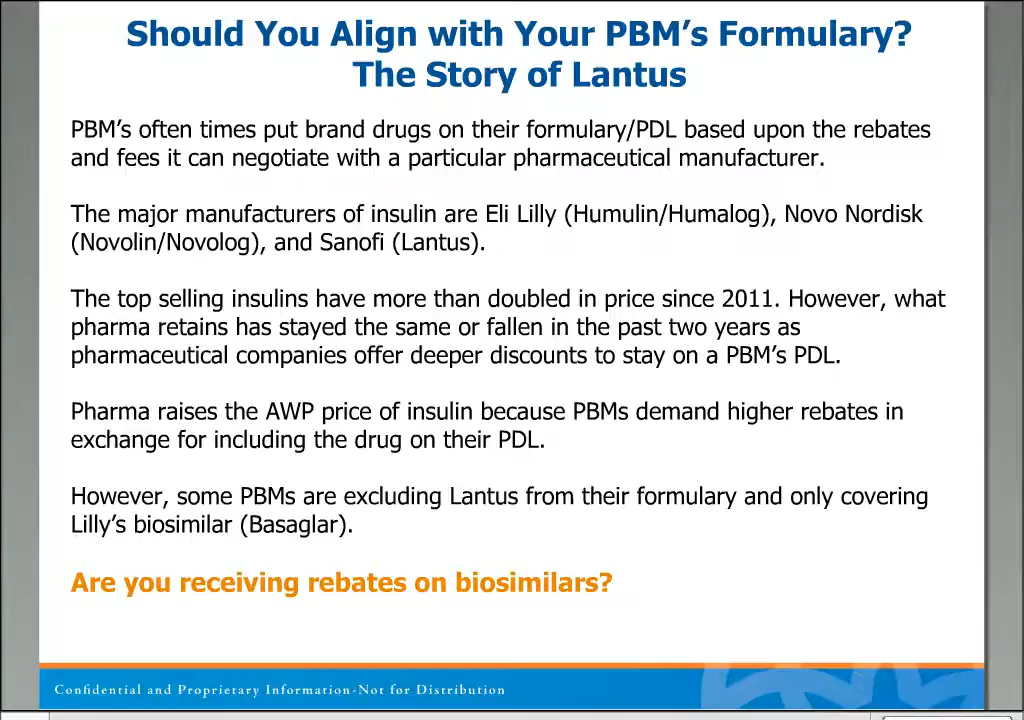 Should You Align with Your PBM's Formulary?
The Story of Lantus
PBM's often times put brand drugs on their formulary/PDL based upon the rebates
and fees it can negotiate with a particular pharmaceutical manufacturer.
The major manufacturers of insulin are Eli Lilly (Humulin/Humalog), Novo Nordisk
(Novolin/Novolog), and Sanofi (Lantus).
The top selling insulins have more than doubled in price since 2011. However, what
pharma retains has stayed the same or fallen in the past two years as
pharmaceutical companies offer deeper discounts to stay on a PBM's PDL.
Pharma raises the AWP price of insulin because PBMs demand higher rebates in
exchange for including the drug on their PDL.
However, some PBMs are excluding Lantus from their formulary and only covering
Lilly's biosimilar (Basaglar).
Are you receiving rebates on biosimilars?
Confidential and Proprietary Information-Not for Distribution